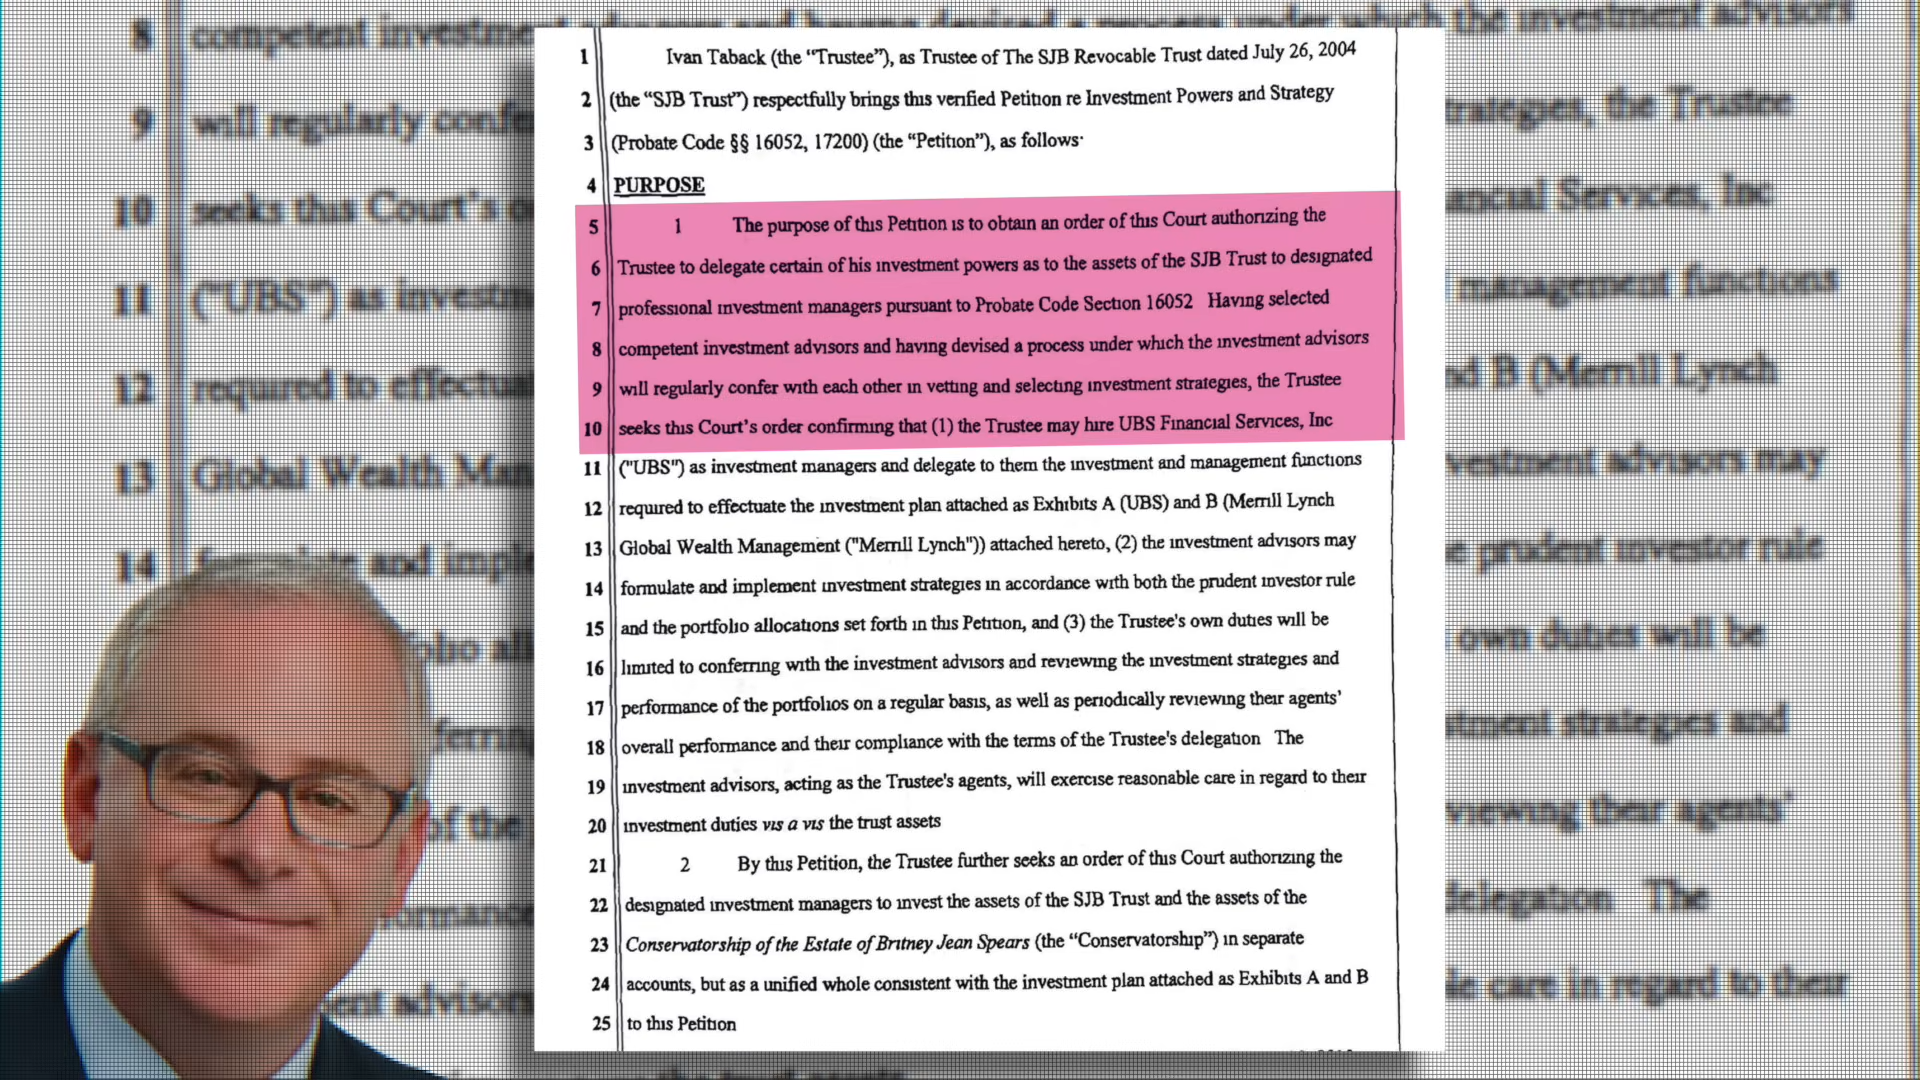 1 Ivan Taback (the “Trustee”), as Trustee of The SJB Revocable Trust dated July 26, 2004
2 (the “SJB Trust”) respectfully brings this verified Petition re Investment Powers and Strategy
3 (Probate Code §§ 16052, 17200) (the “Petition”), as follows·
4 PURPOSE
5 1 The purpose of this Petition is to obtain an order of this Court authorizing the
6 Trustee to delegate certain of his investment powers as to the assets of the SJB Trust to designated
7 professional investment managers pursuant to Probate Code Section 16052 Having selected
8 competent investment advisors and having devised a process under which the investment advisors
9 will regularly confer with each other in vetting and selecting investment strategies, the Trustee
10 seeks this Court’s order confirming that (1) the Trustee may hire UBS Financial Services, Inc
11 ("UBS") as investment managers and delegate to them the investment and management functions
12 required to effectuate the investment plan attached as Exhibits A (UBS) and B (Merrill Lynch
13 Global Wealth Management ("Merrill Lynch")) attached hereto, (2) the investment advisors may
14 formulate and implement investment strategies in accordance with both the prudent investor rule
15 and the portfolio allocations set forth in this Petition, and (3) the Trustee's own duties will be
16 limited to conferring with the investment advisors and reviewing the investment strategies and
17 performance of the portfolios on a regular basis, as well as periodically reviewing their agents’
18 overall performance and their compliance with the terms of the Trustee's delegation The
19 investment advisors, acting as the Trustee's agents, will exercise reasonable care in regard to their
20 investment duties vis a vis the trust assets
21 2 By this Petition, the Trustee further seeks an order of this Court authorizing the
22 designated investment managers to invest the assets of the SJB Trust and the assets of the
23 Conservatorship of the Estate of Britney Jean Spears (the “Conservatorship”) in separate
24 accounts, but as a unified whole consistent with the investment plan attached as Exhibits A and B
25 to this Petition